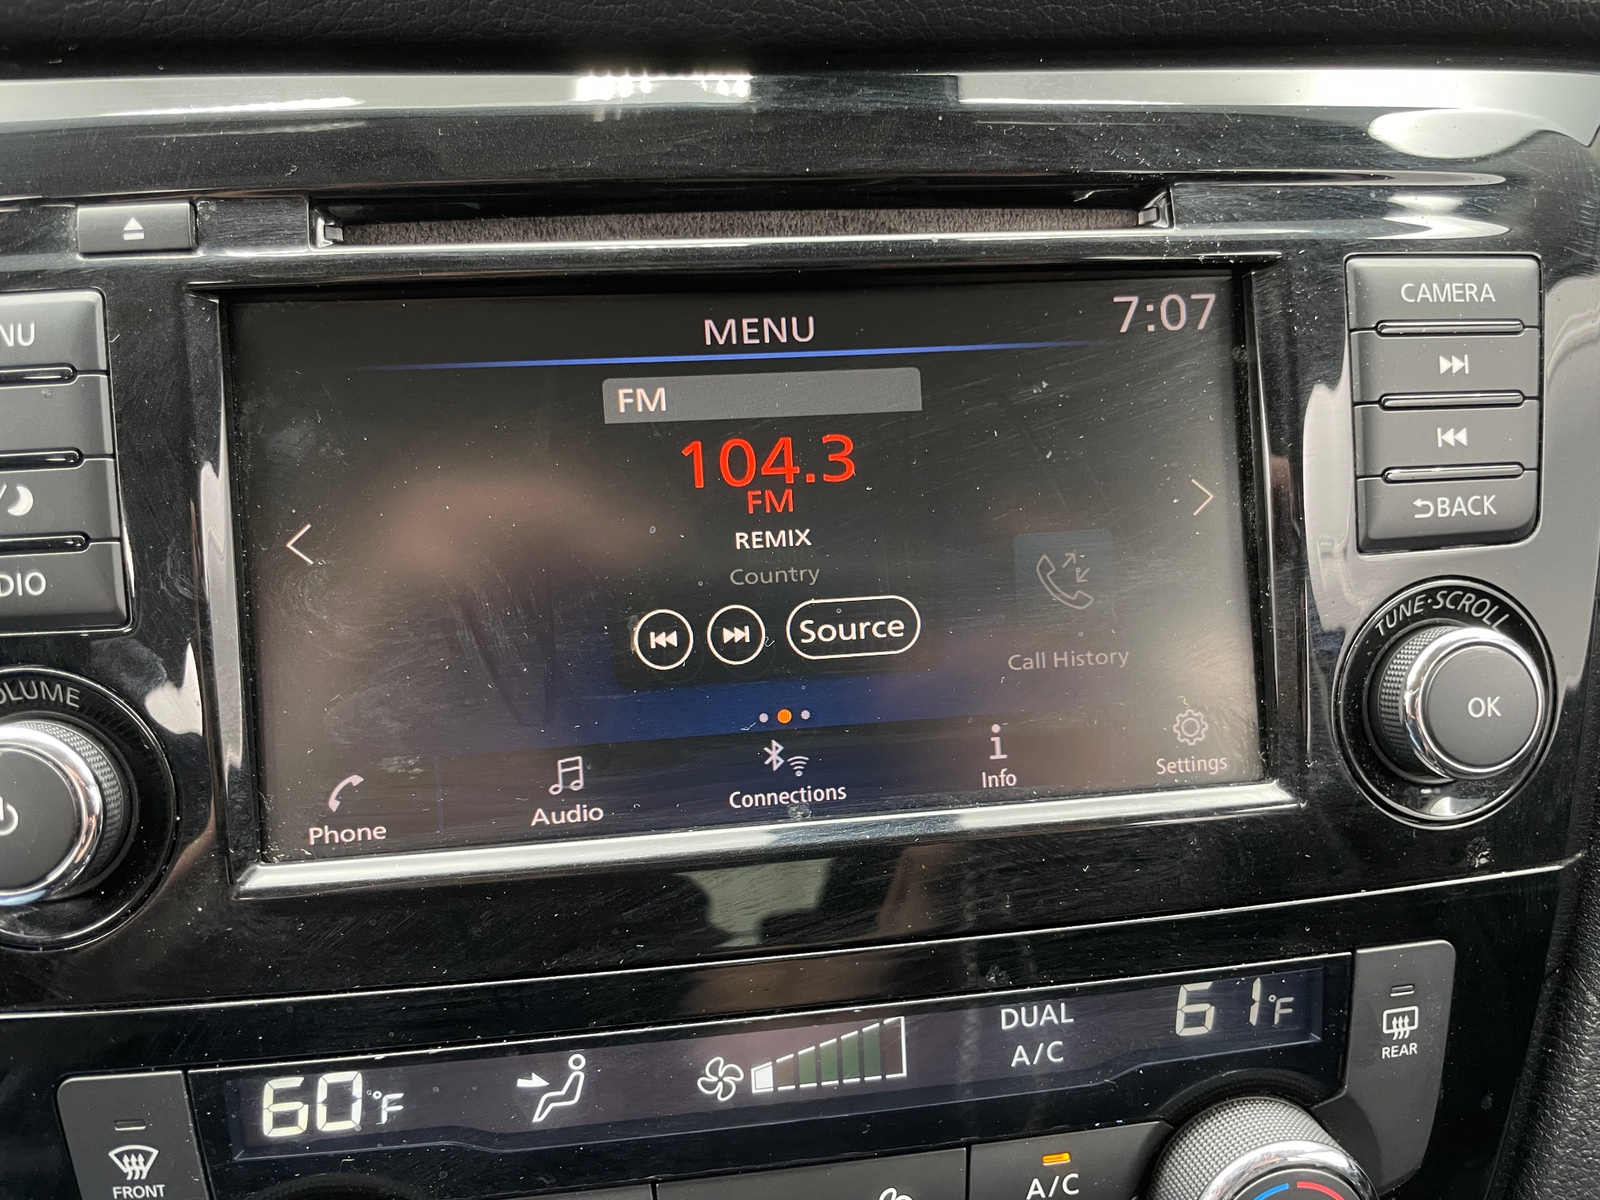 MENU
7:07
FM
104.3
FM
REMIX
Country
Source
Call History
Phone
Audio
Connections
Info
Settings
CAMERA
BACK
TUNE·SCROLL
OK
60°F
DUAL
A/C
61°F
REAR
FRONT
A/C